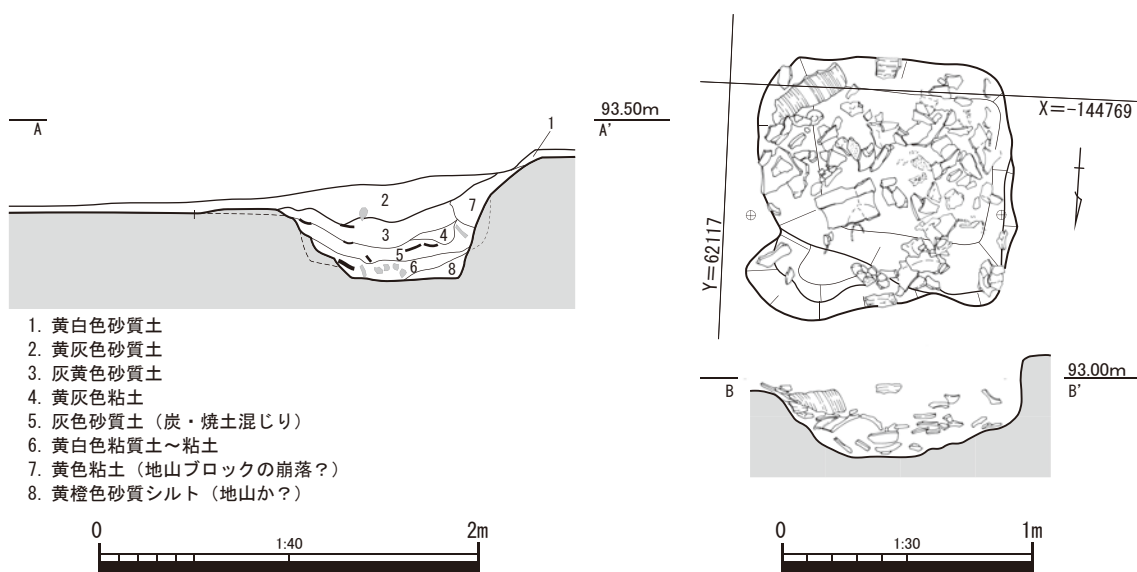 A
93.50m
A'
1
2
7
3
4
5
6
8
1. 黄白色砂質土
2. 黄灰色砂質土
3. 灰黄色砂質土
4. 黄灰色粘土
5. 灰色砂質土（炭・焼土混じり）
6. 黄白色粘質土～粘土
7. 黄色粘土（地山ブロックの崩落？）
8. 黄橙色砂質シルト（地山か？）
0
2m
1:40
X=-144769
Y=62117
93.00m
B
B'
0
1m
1:30